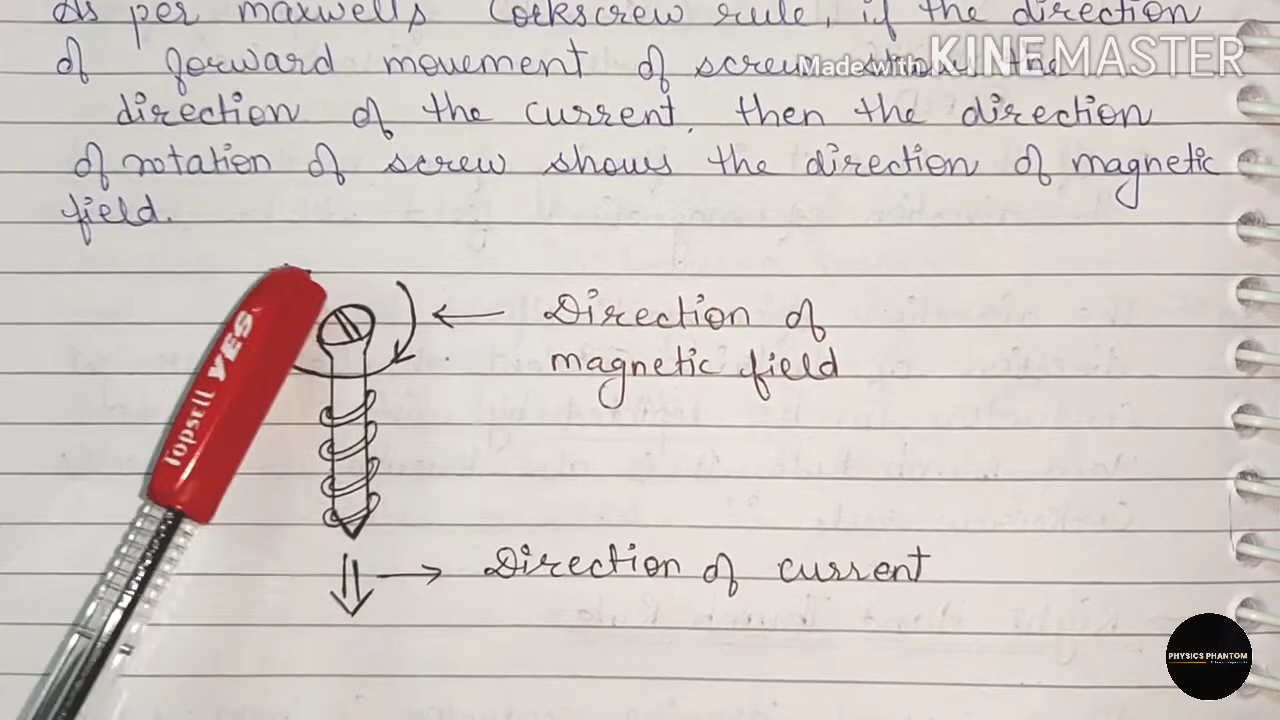 As per maxwell's Corkscrew rule, if the direction
of forward movement of screw shows the
Made with KINEMASTER
direction of the current, then the direction
of rotation of screw shows the direction of magnetic
field.
Direction of
magnetic field
Topsell YES
Direction of current
PHYSICS PHANTOM